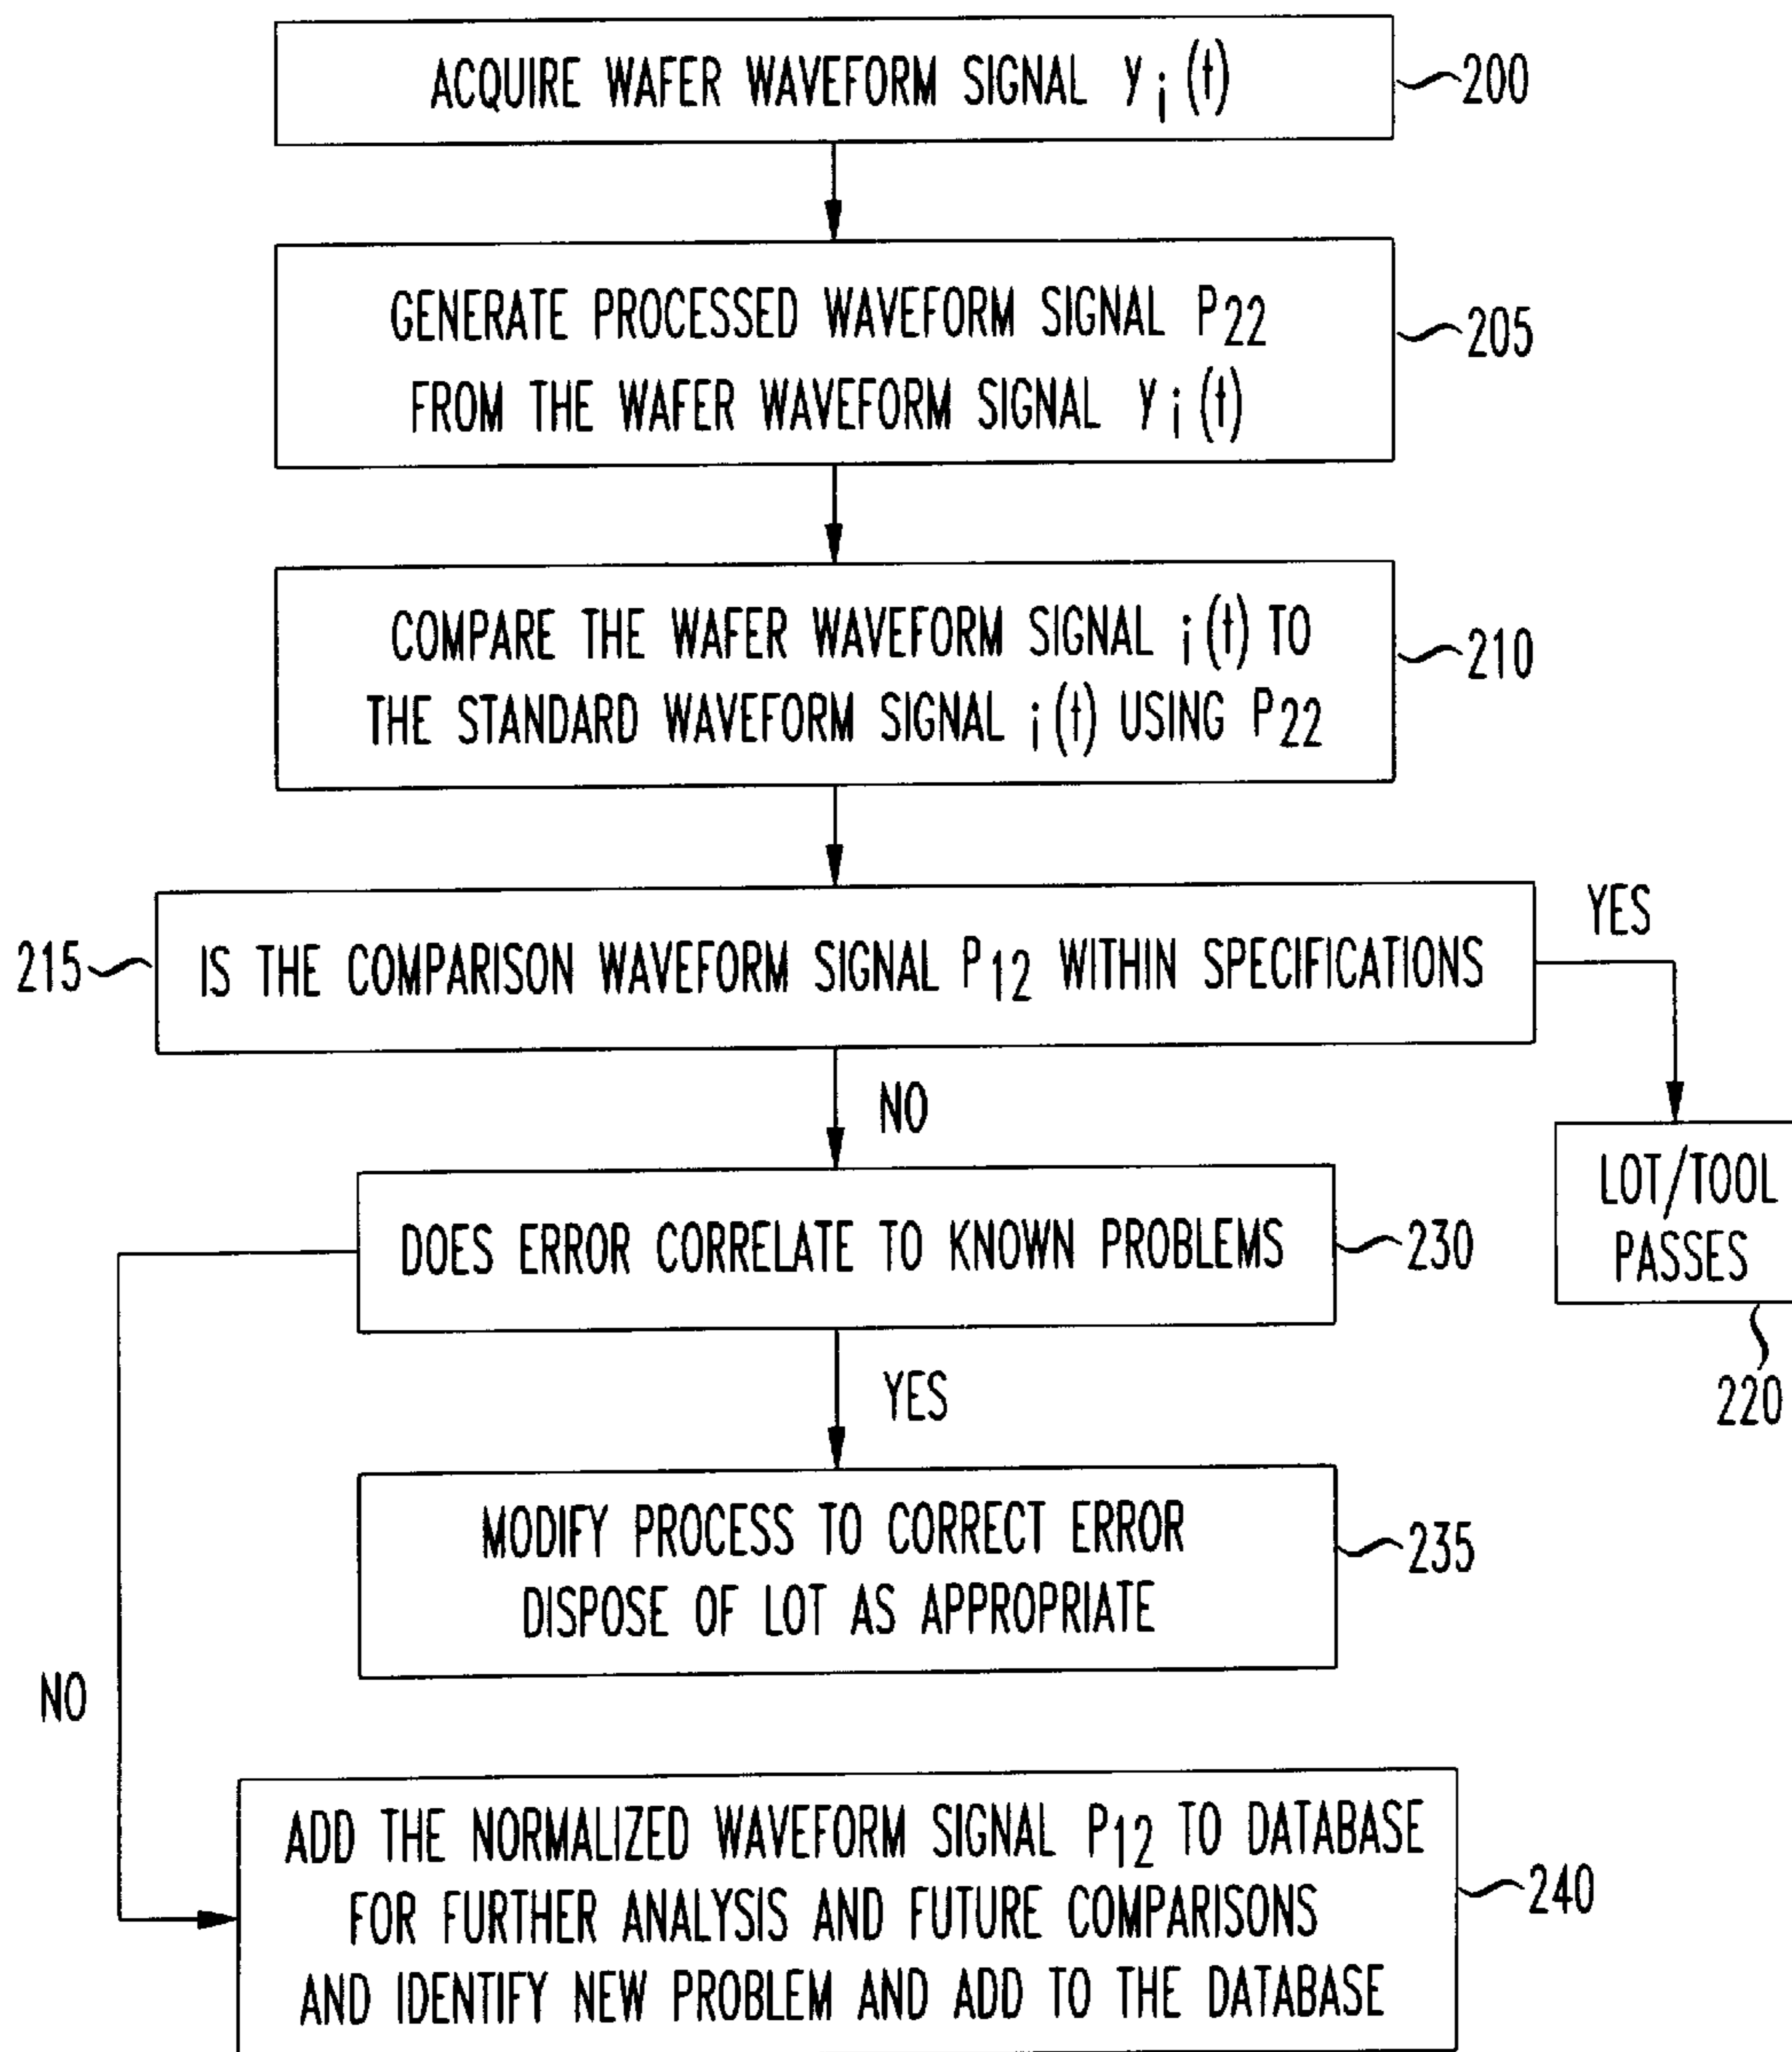 ACQUIRE WAFER WAVEFORM SIGNAL Y i (t)
200
GENERATE PROCESSED WAVEFORM SIGNAL P22
FROM THE WAFER WAVEFORM SIGNAL Y i (t)
205
COMPARE THE WAFER WAVEFORM SIGNAL i (t) TO
THE STANDARD WAVEFORM SIGNAL i (t) USING P22
210
215
IS THE COMPARISON WAVEFORM SIGNAL P12 WITHIN SPECIFICATIONS
YES
NO
LOT/TOOL
PASSES
220
DOES ERROR CORRELATE TO KNOWN PROBLEMS
230
YES
MODIFY PROCESS TO CORRECT ERROR
DISPOSE OF LOT AS APPROPRIATE
235
NO
ADD THE NORMALIZED WAVEFORM SIGNAL P12 TO DATABASE
FOR FURTHER ANALYSIS AND FUTURE COMPARISONS
AND IDENTIFY NEW PROBLEM AND ADD TO THE DATABASE
240